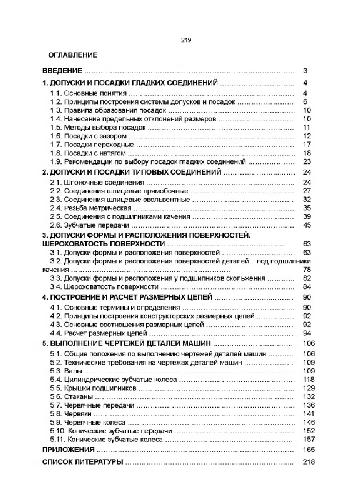 219
ОГЛАВЛЕНИЕ
ВВЕДЕНИЕ 3
1. ДОПУСКИ И ПОСАДКИ ГЛАДКИХ СОЕДИНЕНИЙ 4
1.1. Основные понятия 4
1.2. Принципы построения системы допусков и посадок 6
1.3. Правила образования посадок 10
1.4. Нанесение предельных отклонений размеров 10
1.5. Методы выбора посадок 11
1.6. Посадки с зазором 12
1.7. Посадки переходные 17
1.8. Посадки с натягом 18
1.9. Рекомендации по выбору посадок гладких соединений 23
2. ДОПУСКИ И ПОСАДКИ ТИПОВЫХ СОЕДИНЕНИЙ 24
2.1. Шпоночные соединения 24
2.2. Соединения шлицевые прямобочные 27
2.3. Соединения шлицевые эвольвентные 32
2.4. Резьба метрическая 35
2.5. Соединения с подшипниками качения 39
2.6. Зубчатые передачи 45
3. ДОПУСКИ ФОРМЫ И РАСПОЛОЖЕНИЯ ПОВЕРХНОСТЕЙ.
ШЕРОХОВАТОСТЬ ПОВЕРХНОСТИ 63
3.1. Допуски формы и расположения поверхностей 63
3.2. Допуски формы и расположения поверхностей деталей под подшипники
качения 78
3.3. Допуски формы и расположения у подшипников скольжения 82
3.4. Шероховатость поверхности 84
4. ПОСТРОЕНИЕ И РАСЧЕТ РАЗМЕРНЫХ ЦЕПЕЙ 90
4.1. Основные термины и определения 90
4.2. Принципы построения конструкторских размерных цепей 92
4.3. Основные соотношения размерных цепей 92
4.4. Расчет размерных цепей 94
5. ВЫПОЛНЕНИЕ ЧЕРТЕЖЕЙ ДЕТАЛЕЙ МАШИН 106
5.1. Общие положения по выполнению чертежей деталей машин 106
5.2. Технические требования на чертежах деталей машин 109
5.3. Валы 109
5.4. Цилиндрические зубчатые колеса 118
5.5. Крышки подшипников 129
5.6. Стаканы 132
5.7. Червячные передачи 136
5.8. Червяки 141
5.9. Червячные колеса 146
5.10. Конические зубчатые передачи 152
5.11. Конические зубчатые колеса 157
ПРИЛОЖЕНИЯ 165
СПИСОК ЛИТЕРАТУРЫ 218